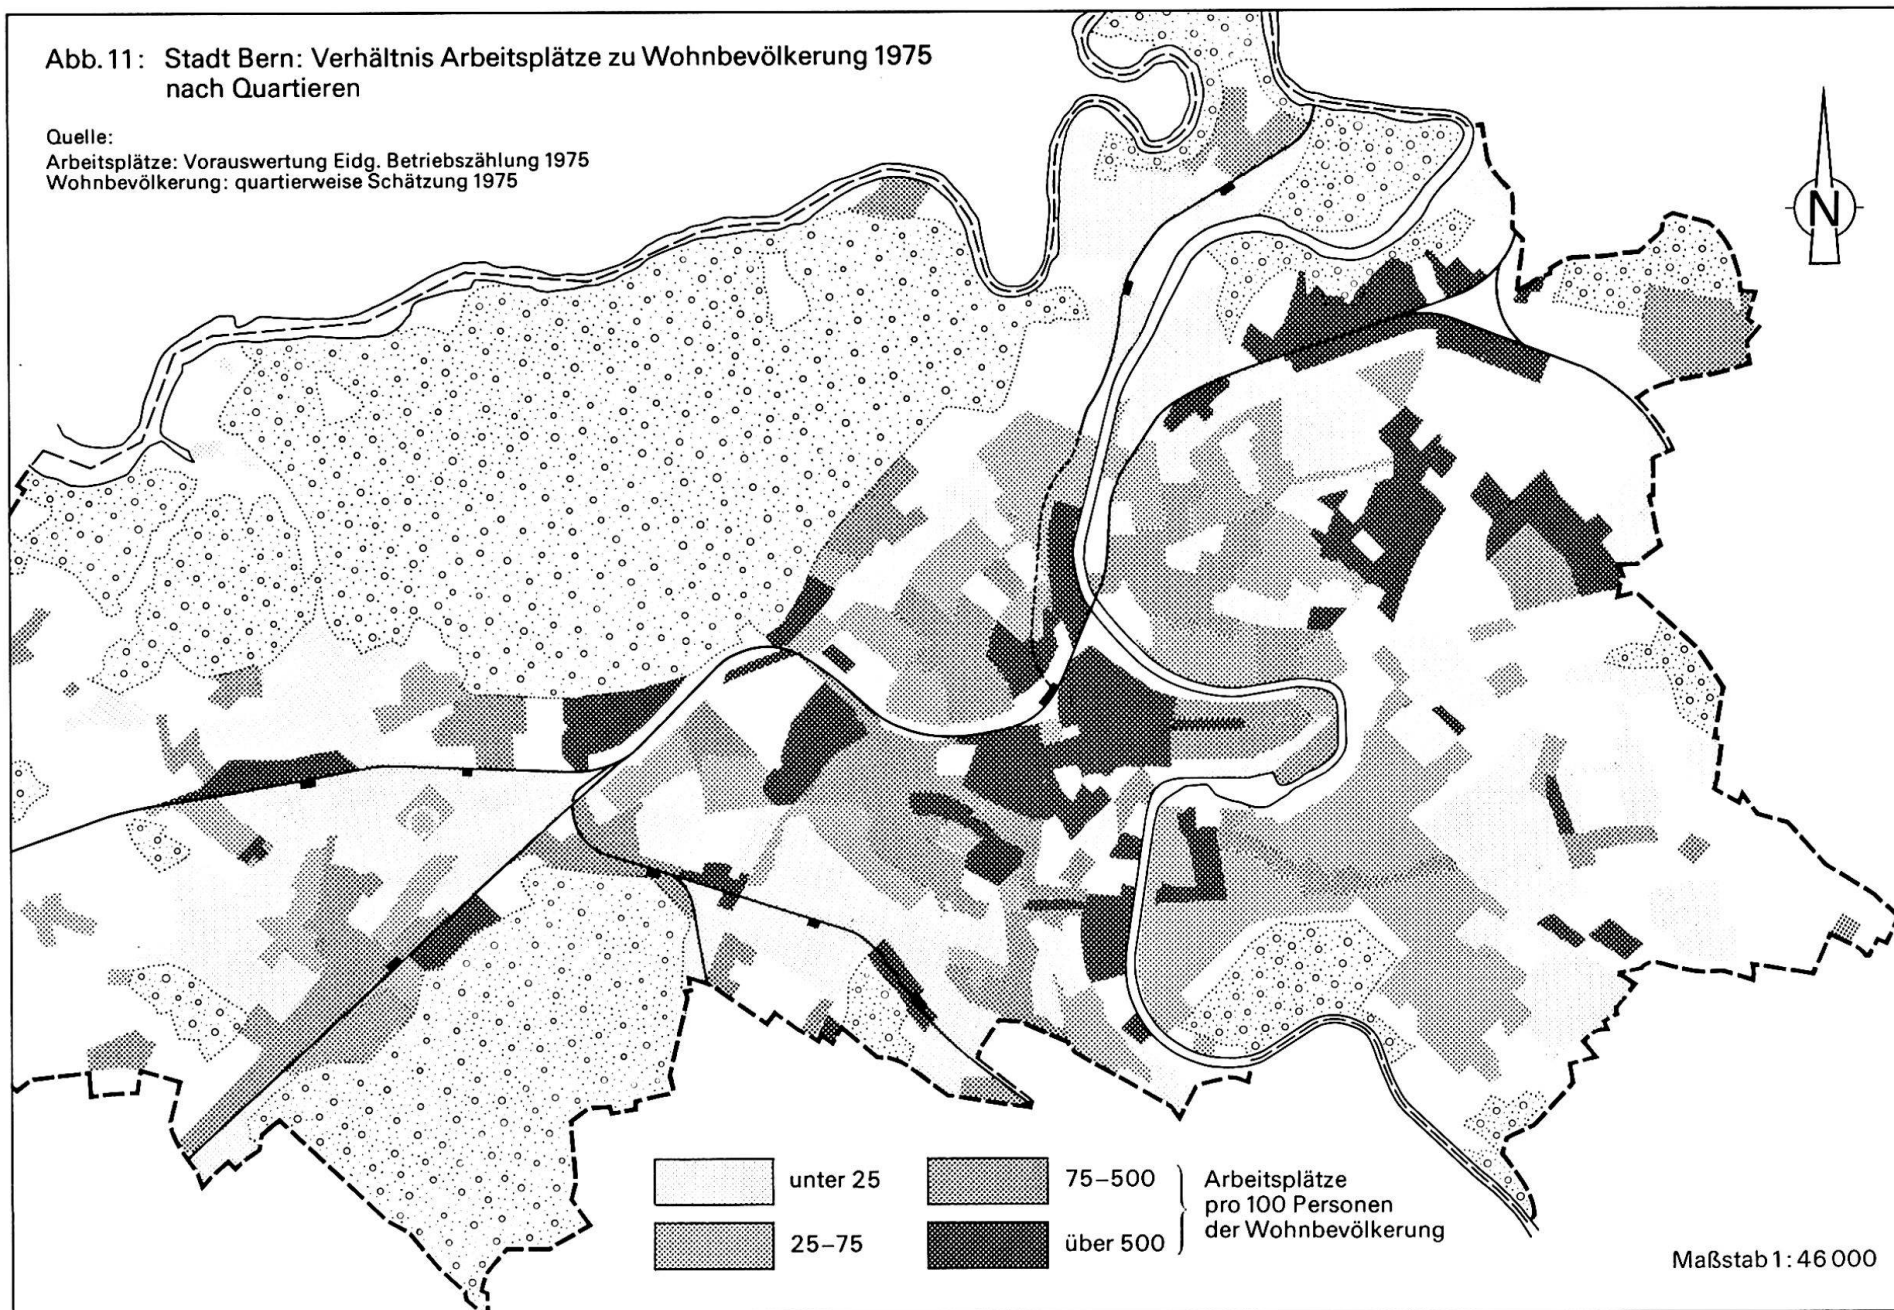 Abb. 11: Stadt Bern: Verhältnis Arbeitsplätze zu Wohnbevölkerung 1975
nach Quartieren
Quelle:
Arbeitsplätze: Vorauswertung Eidg. Betriebszählung 1975
Wohnbevölkerung: quartierweise Schätzung 1975
N
unter 25
25–75
75–500
über 500
Arbeitsplätze
pro 100 Personen
der Wohnbevölkerung
Maßstab 1:46 000